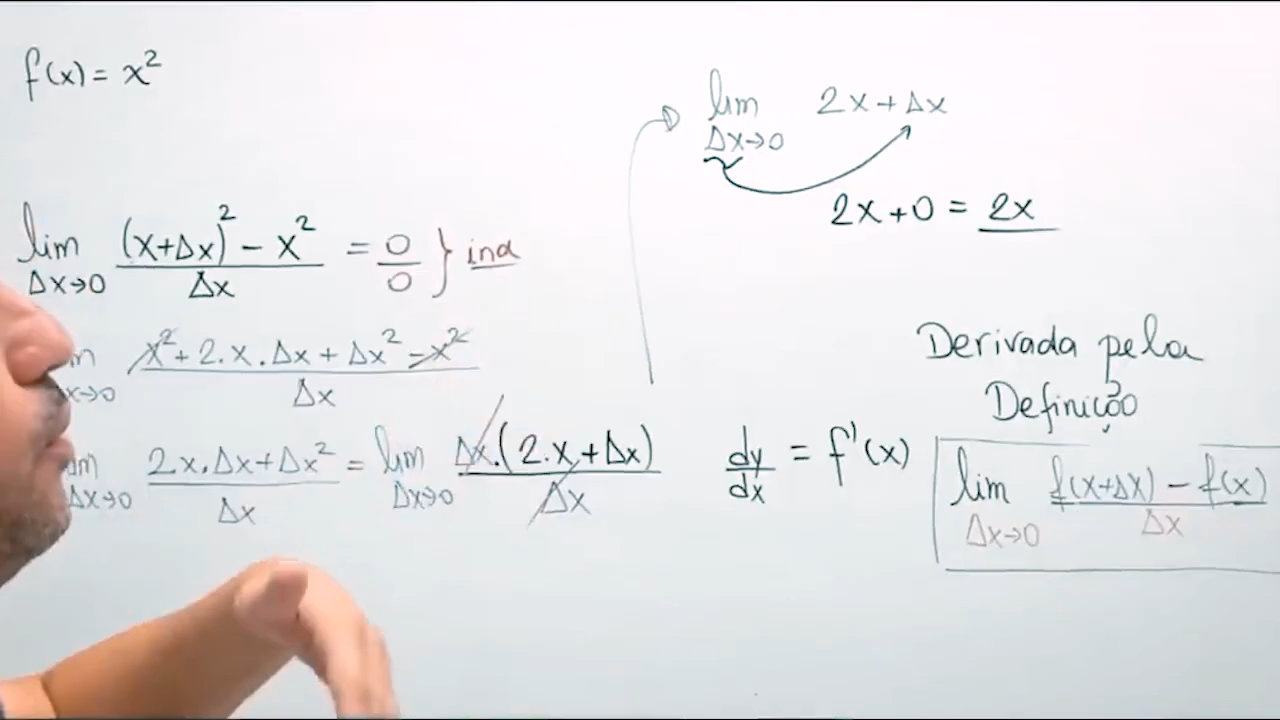 f(x) = x²
lim Δx→0 (x+Δx)² − x² / Δx = 0/0 } ind
x² + 2.x.Δx + Δx² − x² / Δx
Δx→0 2x.Δx+Δx² / Δx = lim Δx→0 Δx.(2.x+Δx) / Δx
lim Δx→0 2x+Δx
2x+0 = 2x
Derivada pela
Definição
dy/dx = f'(x) lim Δx→0 f(x+Δx) − f(x) / Δx